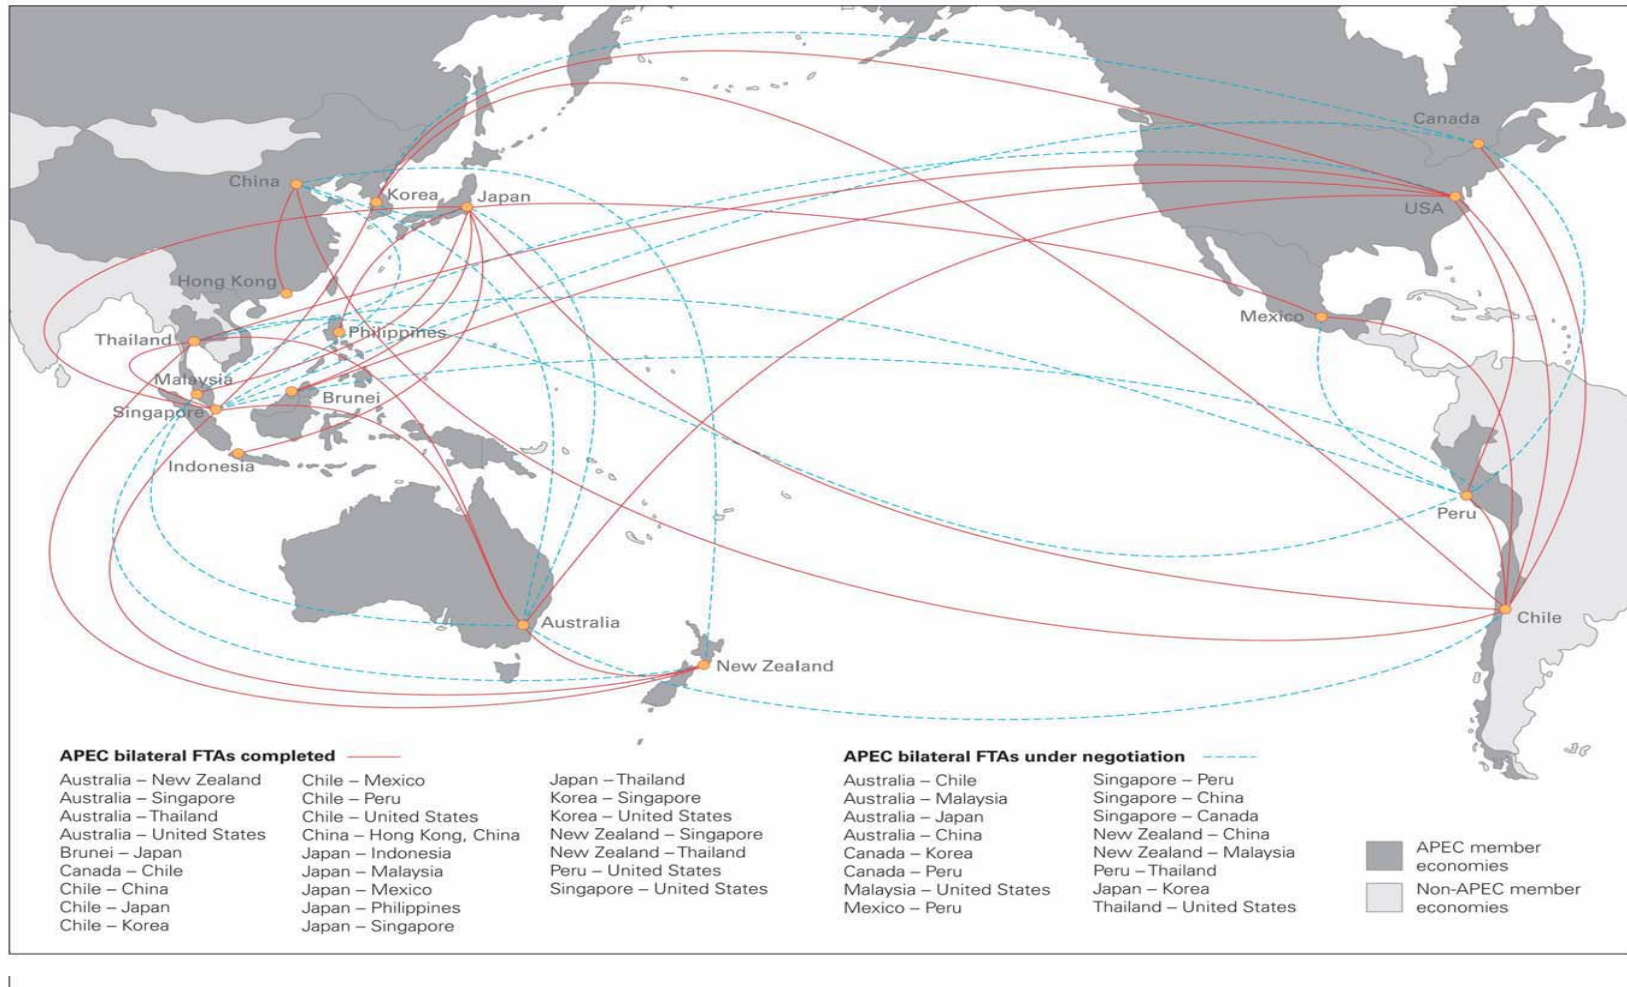 Canada
China
Korea
Japan
USA
Hong Kong
Mexico
Philippines
Thailand
Malaysia
Brunei
Singapore
Indonesia
Peru
Chile
Australia
New Zealand
APEC bilateral FTAs completed
Australia – New Zealand
Australia – Singapore
Australia – Thailand
Australia – United States
Brunei – Japan
Canada – Chile
Chile – China
Chile – Japan
Chile – Korea
Chile – Mexico
Chile – Peru
Chile – United States
China – Hong Kong, China
Japan – Indonesia
Japan – Malaysia
Japan – Mexico
Japan – Philippines
Japan – Singapore
Japan – Thailand
Korea – Singapore
Korea – United States
New Zealand – Singapore
New Zealand – Thailand
Peru – United States
Singapore – United States
APEC bilateral FTAs under negotiation
Australia – Chile
Australia – Malaysia
Australia – Japan
Australia – China
Canada – Korea
Canada – Peru
Malaysia – United States
Mexico – Peru
Singapore – Peru
Singapore – China
Singapore – Canada
New Zealand – China
New Zealand – Malaysia
Peru – Thailand
Japan – Korea
Thailand – United States
APEC member
economies
Non-APEC member
economies